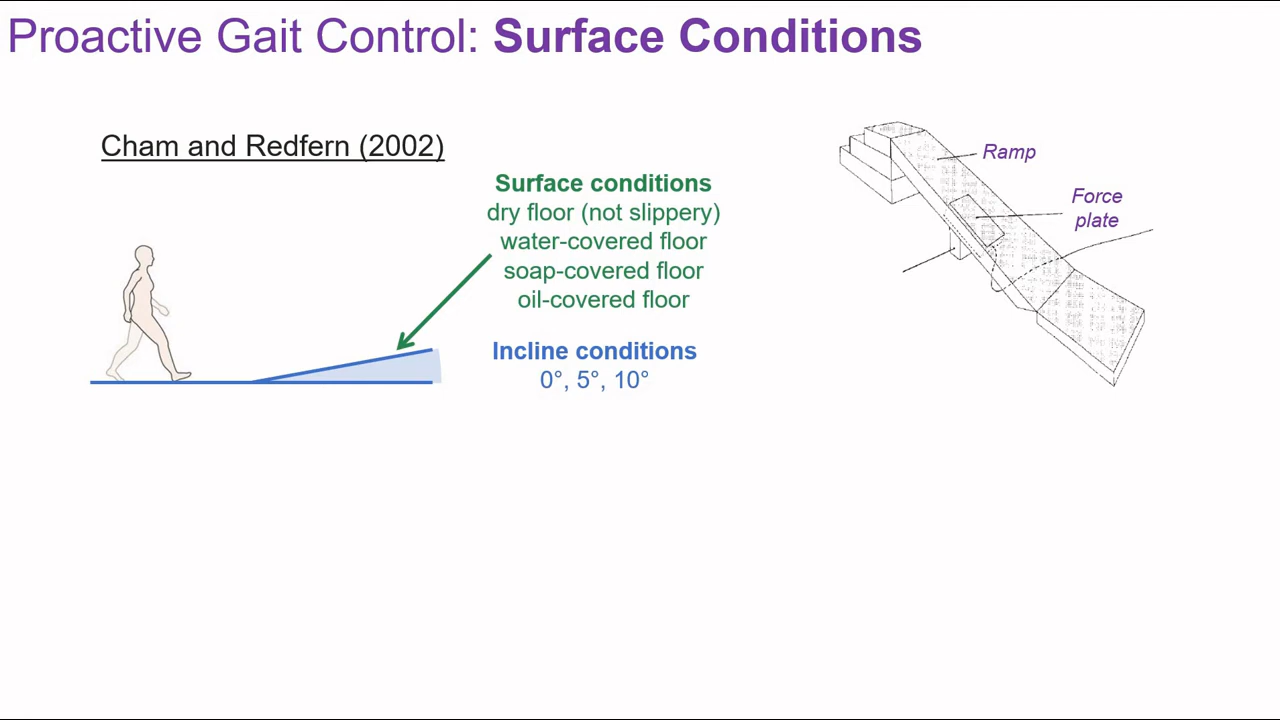 Proactive Gait Control: Surface Conditions
Cham and Redfern (2002)
Surface conditions
dry floor (not slippery)
water-covered floor
soap-covered floor
oil-covered floor
Incline conditions
0°, 5°, 10°
Ramp
Force
plate